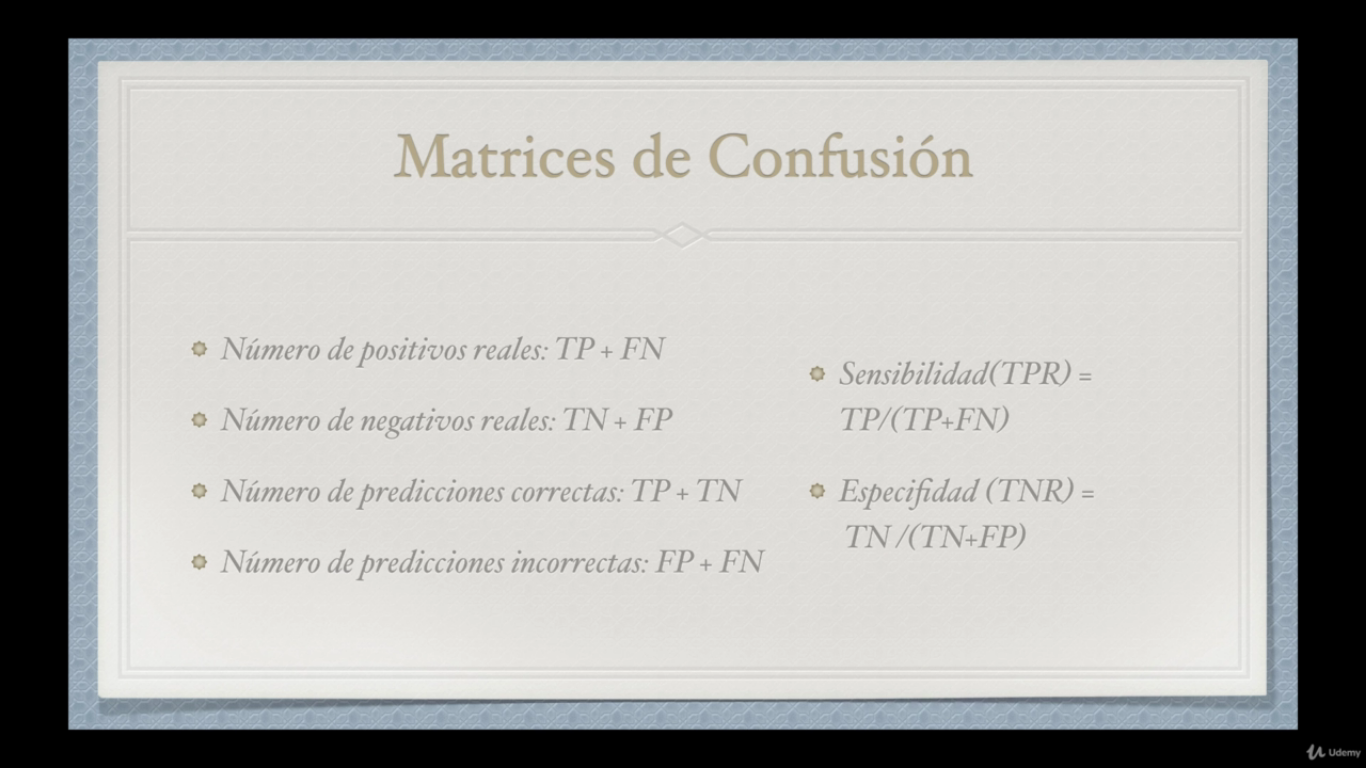 Matrices de Confusión
Número de positivos reales: TP + FN
Número de negativos reales: TN + FP
Número de predicciones correctas: TP + TN
Número de predicciones incorrectas: FP + FN
Sensibilidad(TPR) =
TP/(TP+FN)
Especifidad (TNR) =
TN /(TN+FP)
Udemy